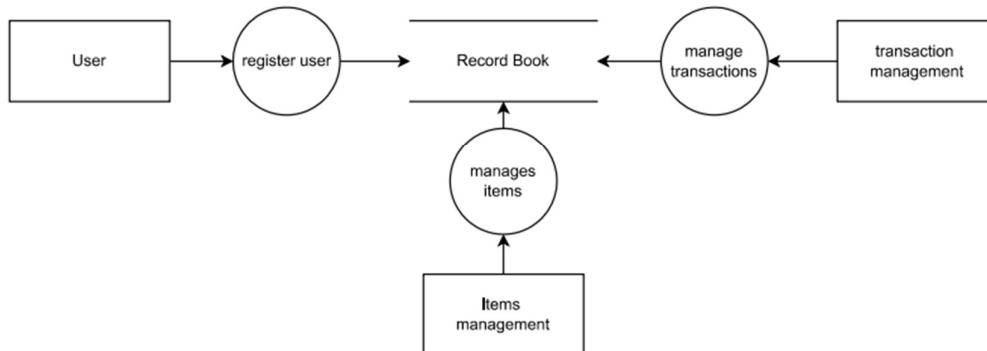 User
register user
Record Book
manage
transactions
transaction
management
manages
items
Items
management